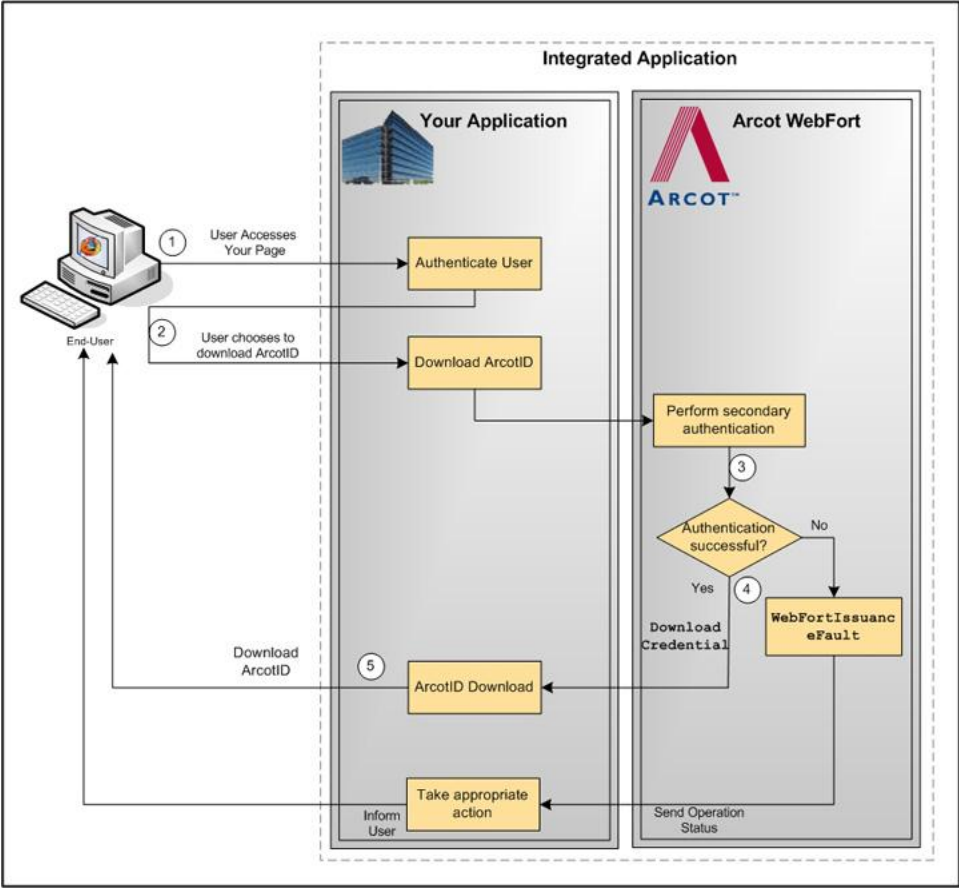 Integrated Application
Your Application
Arcot WebFort
ARCOT™
1
User Accesses
Your Page
Authenticate User
End-User
2
User chooses to
download ArcotID
Download ArcotID
Perform secondary
authentication
3
Authentication
successful?
No
Yes
4
WebFortIssuanc
eFault
Download
Credential
Download
ArcotID
5
ArcotID Download
Take appropriate
action
Inform
User
Send Operation
Status